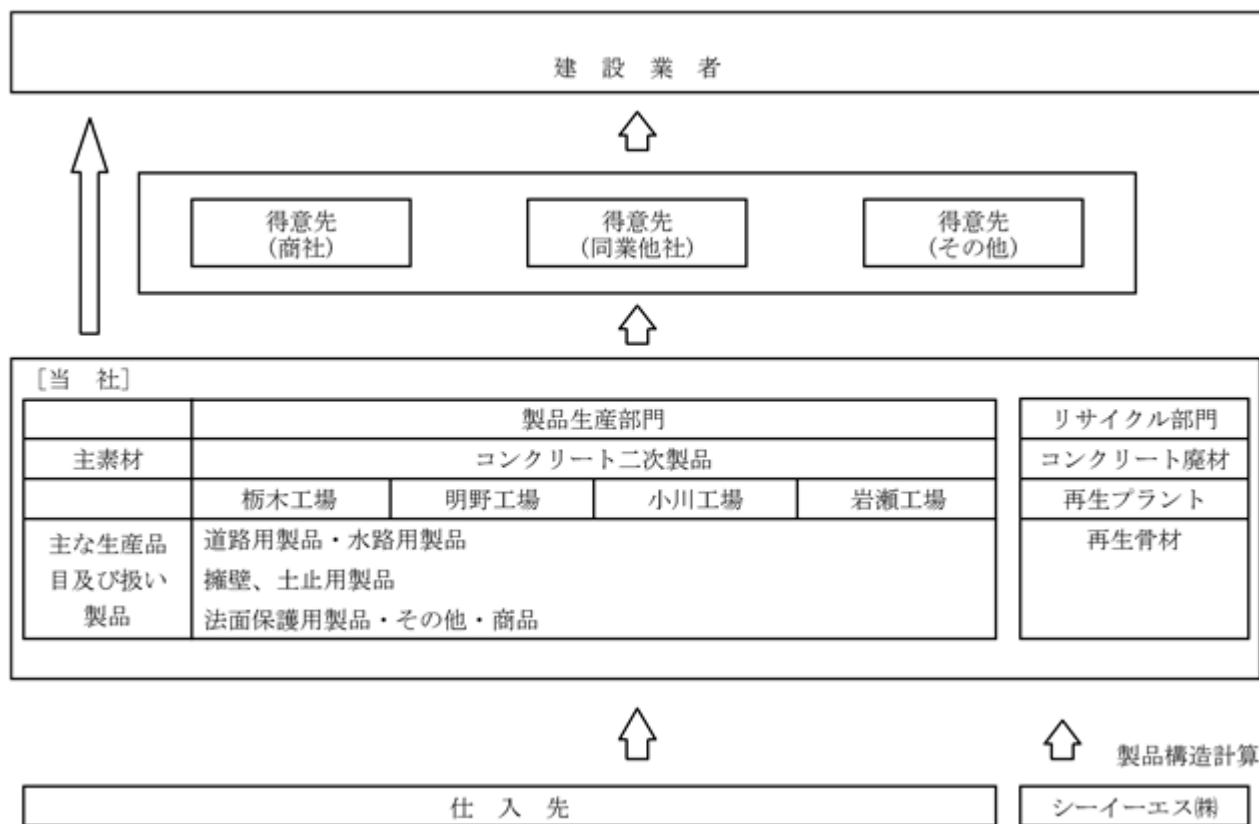 建設業者
得意先
(商社)
得意先
(同業他社)
得意先
(その他)
[当 社]
製品生産部門
リサイクル部門
主素材
コンクリート二次製品
コンクリート廃材
栃木工場
明野工場
小川工場
岩瀬工場
再生プラント
主な生産品
目及び扱い
製品
道路用製品・水路用製品
擁壁、土止用製品
法面保護用製品・その他・商品
再生骨材
製品構造計算
仕入先
シーイーエス㈱